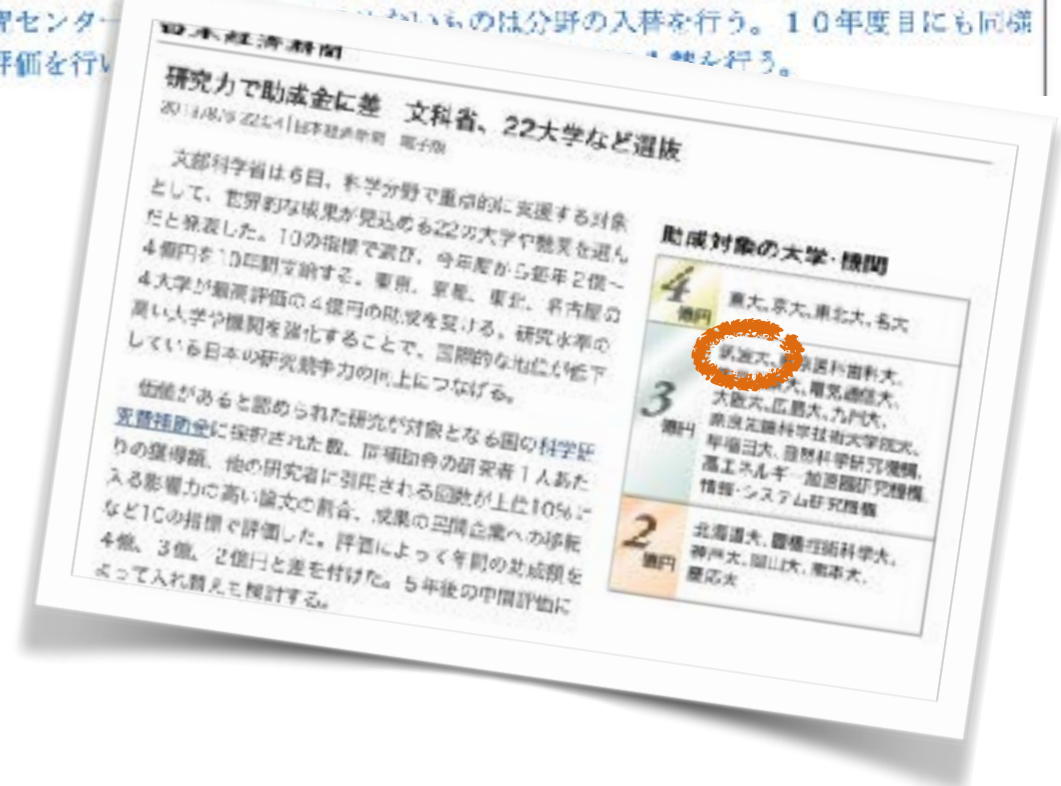 究センター ないものは分野の入替を行う。１０年度目にも同様
評価を行い 入替を行う。
日本経済新聞
研究力で助成金に差　文科省、22大学など選抜
2013/8/6 22:24 日本経済新聞　電子版
文部科学省は６日、科学分野で重点的に支援する対象
として、世界的な成果が見込める22の大学や機関を選ん
だと発表した。10の指標で選び、今年度から毎年２億～
４億円を10年間支給する。東京、京都、東北、名古屋の
４大学が最高評価の４億円の助成を受ける。研究水準の
高い大学や機関を強化することで、国際的な地位が低下
している日本の研究競争力の向上につなげる。
価値があると認められた研究が対象となる国の科学研
究費補助金に採択された数、同補助金の研究者１人あた
りの獲得額、他の研究者に引用される回数が上位10%に
入る影響力の高い論文の割合、成果の民間企業への移転
など10の指標で評価した。評価によって年間の助成額を
４億、３億、２億円と差を付けた。５年後の中間評価に
よって入れ替えも検討する。
助成対象の大学・機関
4億円
東大、京大、東北大、名大
3億円
筑波大、 医科歯科大、
大、電気通信大、
大阪大、広島大、九州大、
奈良先端科学技術大学院大、
早稲田大、自然科学研究機構、
高エネルギー加速器研究機構、
情報・システム研究機構
2億円
北海道大、豊橋技術科学大、
神戸大、岡山大、熊本大、
慶応大